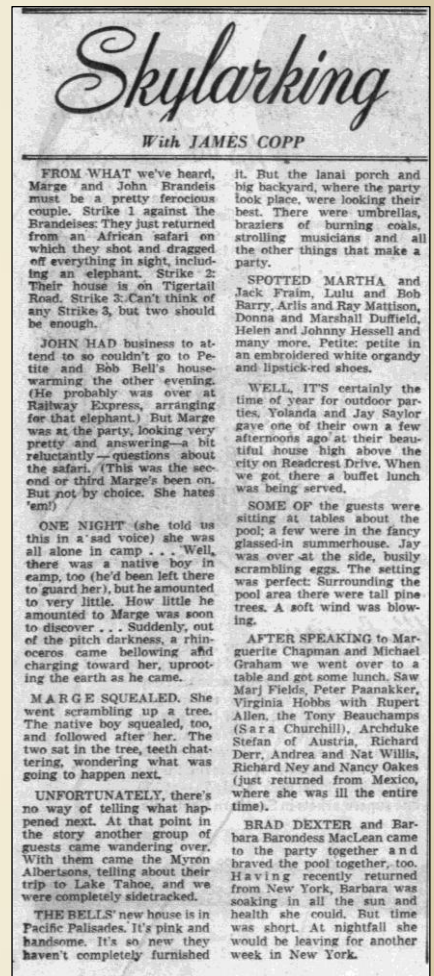 Skylarking
With JAMES COPP
FROM WHAT we've heard,
Marge and John Brandeis
must be a pretty ferocious
couple. Strike 1 against the
Brandeises: They just returned
from an African safari on
which they shot and dragged
off everything in sight, includ-
ing an elephant. Strike 2:
Their house is on Tigertail
Road. Strike 3: Can't think of
any Strike 3, but two should
be enough.
JOHN HAD business to at-
tend to so couldn't go to Pe-
tite and Bob Bell's house-
warming the other evening.
(He probably was over at
Railway Express, arranging
for that elephant.) But Marge
was at the party, looking very
pretty and answering—a bit
reluctantly—questions about
the safari. (This was the sec-
ond or third Marge's been on.
But not by choice. She hates
'em!)
ONE NIGHT (she told us
this in a sad voice) she was
all alone in camp . . . Well,
there was a native boy in
camp, too (he'd been left there
to guard her), but he amounted
to very little. How little he
amounted to Marge was soon
to discover . . . Suddenly, out
of the pitch darkness, a rhin-
oceros came bellowing and
charging toward her, uproot-
ing the earth as he came.
MARGE SQUEALED. She
went scrambling up a tree.
The native boy squealed, too,
and followed after her. The
two sat in the tree, teeth chat-
tering, wondering what was
going to happen next.
UNFORTUNATELY, there's
no way of telling what hap-
pened next. At that point in
the story another group of
guests came wandering over.
With them came the Myron
Albertsons, telling about their
trip to Lake Tahoe, and we
were completely sidetracked.
THE BELLS' new house is in
Pacific Palisades. It's pink and
handsome. It's so new they
haven't completely furnished
it. But the lanai porch and
big backyard, where the party
took place, were looking their
best. There were umbrellas,
braziers of burning coals,
strolling musicians and all
the other things that make a
party.
SPOTTED MARTHA and
Jack Fraim, Lulu and Bob
Barry, Arlis and Ray Mattison,
Donna and Marshall Duffield,
Helen and Johnny Hessell and
many more. Petite: petite in
an embroidered white organdy
and lipstick-red shoes.
WELL, IT'S certainly the
time of year for outdoor par-
ties. Yolanda and Jay Saylor
gave one of their own a few
afternoons ago at their beau-
tiful house high above the
city on Readcrest Drive. When
we got there a buffet lunch
was being served.
SOME OF the guests were
sitting at tables about the
pool; a few were in the fancy
glassed-in summerhouse. Jay
was over at the side, busily
scrambling eggs. The setting
was perfect: Surrounding the
pool area there were tall pine
trees. A soft wind was blow-
ing.
AFTER SPEAKING to Mar-
guerite Chapman and Michael
Graham we went over to a
table and got some lunch. Saw
Marj Fields, Peter Paanakker,
Virginia Hobbs with Rupert
Allen, the Tony Beauchamps
(Sara Churchill), Archduke
Stefan of Austria, Richard
Derr, Andrea and Nat Willis,
Richard Ney and Nancy Oakes
(just returned from Mexico,
where she was ill the entire
time).
BRAD DEXTER and Bar-
bara Barondess MacLean came
to the party together and
braved the pool together, too.
Having recently returned
from New York, Barbara was
soaking in all the sun and
health she could. But time
was short. At nightfall she
would be leaving for another
week in New York.